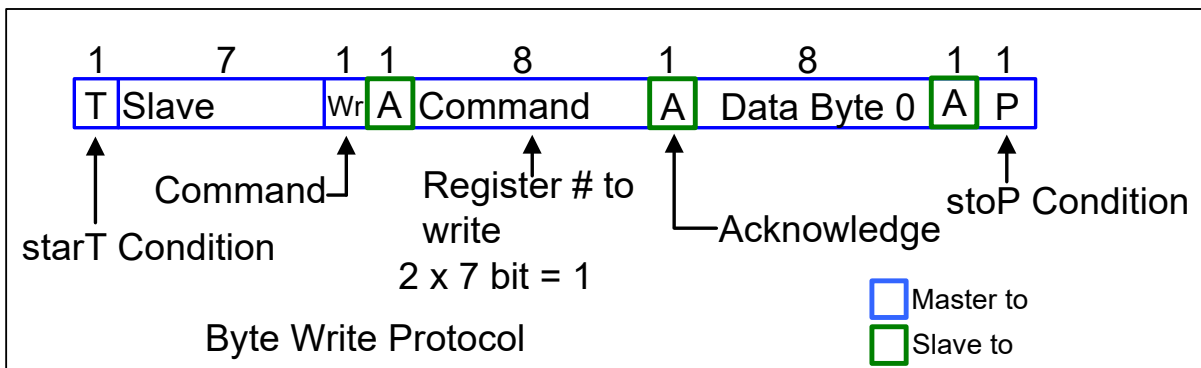 1 7 1 1 8 1 8 1 1
T Slave Wr A Command A Data Byte 0 A P
Command
Register # to
write
2 x 7 bit = 1
Acknowledge
stoP Condition
starT Condition
Byte Write Protocol
Master to
Slave to